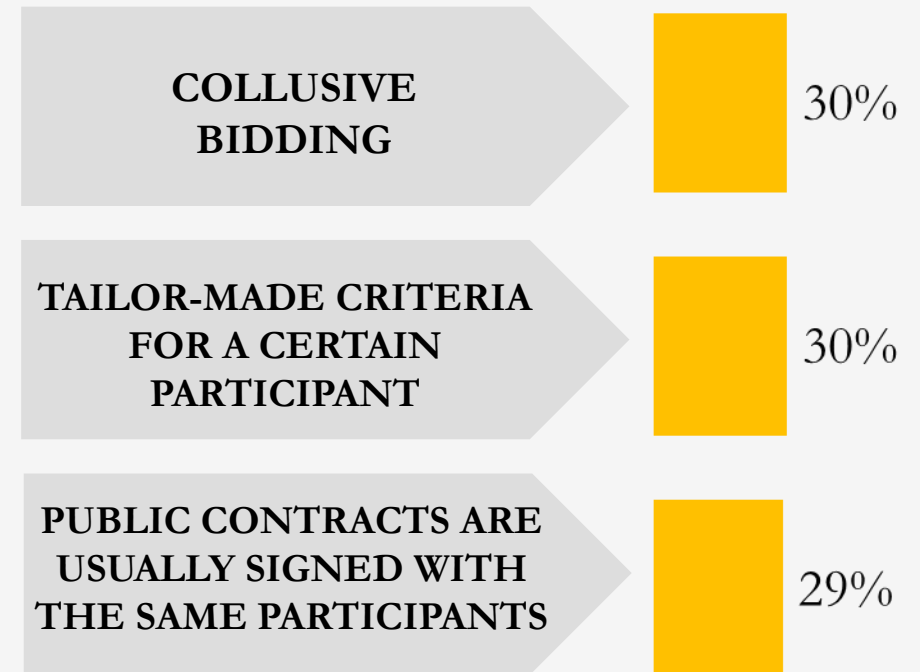 COLLUSIVE
BIDDING
30%
TAILOR-MADE CRITERIA
FOR A CERTAIN
PARTICIPANT
30%
PUBLIC CONTRACTS ARE
USUALLY SIGNED WITH
THE SAME PARTICIPANTS
29%